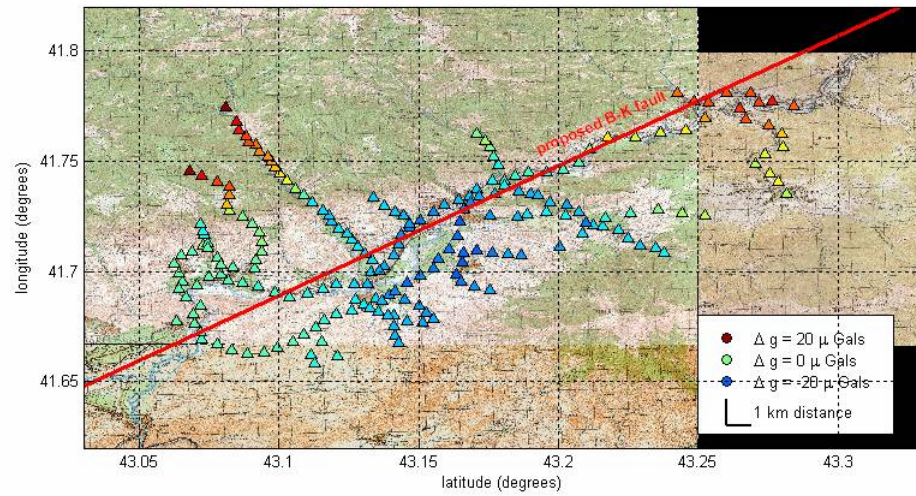 41.8
41.75
41.7
41.65
longitude (degrees)
proposed B-K fault
Δ g = 20 μ Gals
Δ g = 0 μ Gals
Δ g = -20 μ Gals
1 km distance
43.05
43.1
43.15
43.2
43.25
43.3
latitude (degrees)